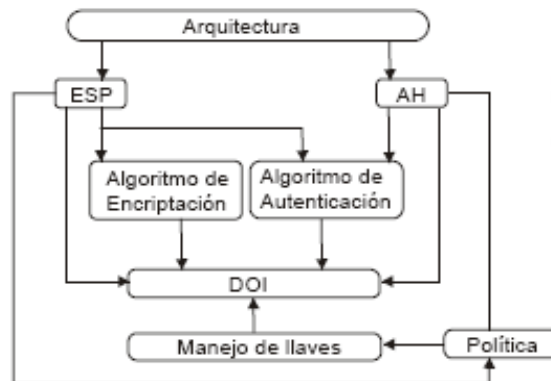 Arquitectura
ESP
AH
Algoritmo de
Encriptación
Algoritmo de
Autenticación
DOI
Manejo de llaves
Política